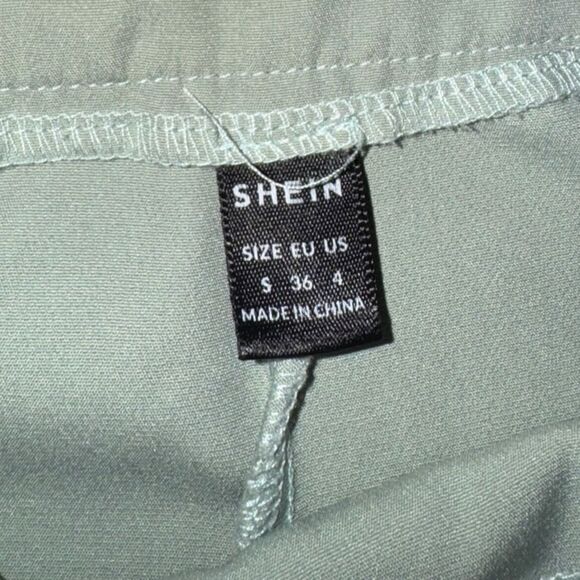 SHEIN
SIZE EU US
S 36 4
MADE IN CHINA